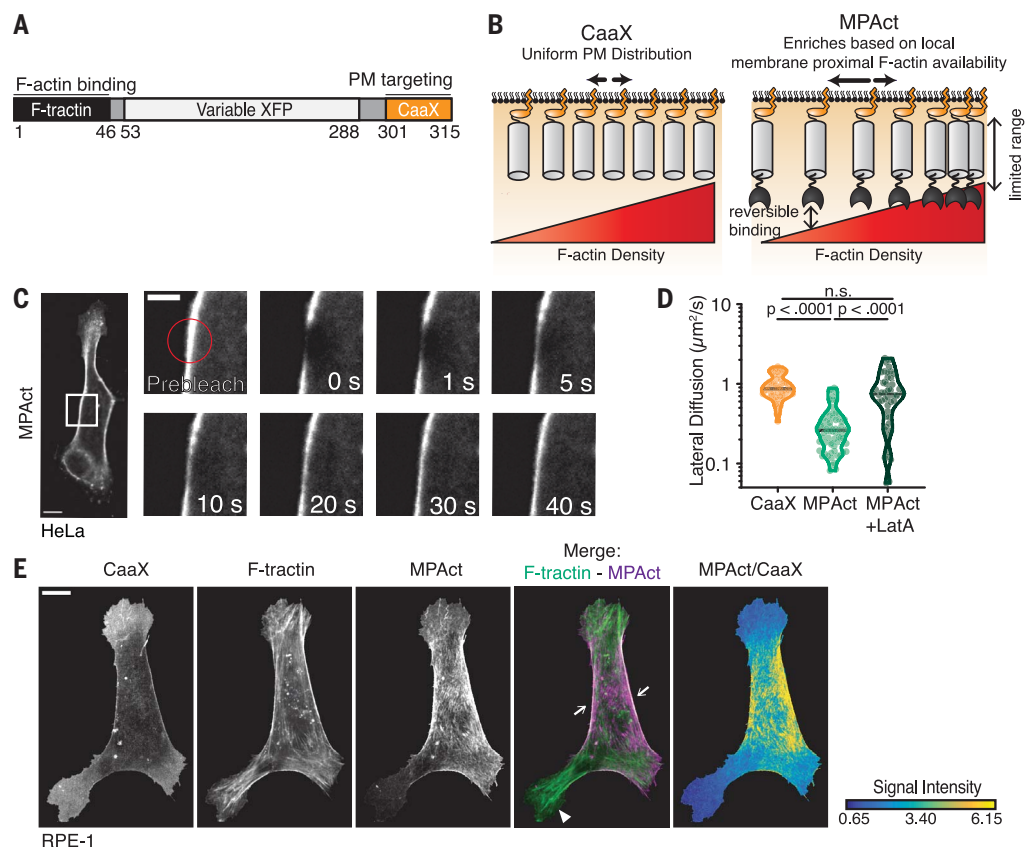 A
F-actin binding
PM targeting
F-tractin
Variable XFP
CaaX
1
46
53
288
301
315
B
CaaX
Uniform PM Distribution
MPAct
Enriches based on local
membrane proximal F-actin availability
limited range
reversible
binding
F-actin Density
F-actin Density
C
MPAct
HeLa
Prebleach
0 s
1 s
5 s
10 s
20 s
30 s
40 s
D
n.s.
p < .0001 p < .0001
Lateral Diffusion (μm²/s)
10
1
0.1
CaaX
MPAct
MPAct
+LatA
E
CaaX
F-tractin
MPAct
Merge:
F-tractin - MPAct
MPAct/CaaX
RPE-1
Signal Intensity
0.65
3.40
6.15